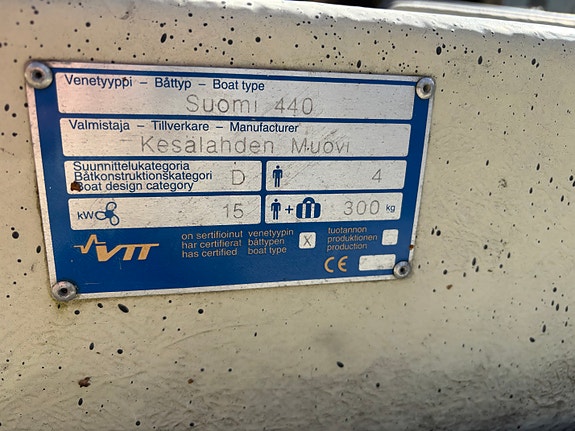 Venetyyppi – Båttyp – Boat type
Suomi 440
Valmistaja – Tillverkare – Manufacturer
Kesälahden Muovi
Suunnittelukategoria
Båtkonstruktionskategori
Boat design category
D
4
kW
15
+
300 kg
VTT
on sertifioinut
har certifierat
has certified
venetyypin
båttypen
boat type
X
tuotannon
produktionen
production
CE